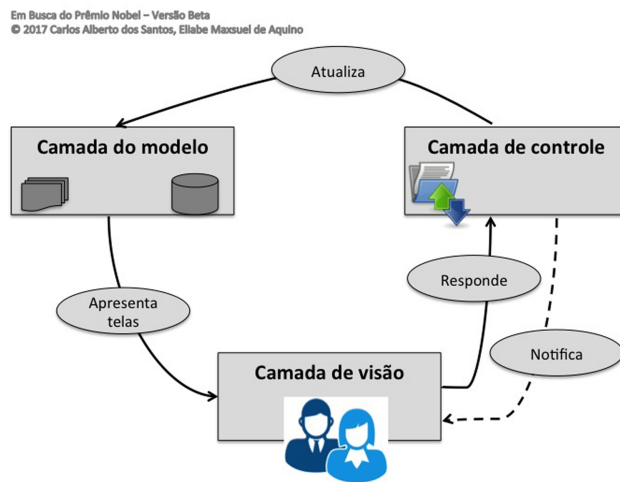 Em Busca do Prêmio Nobel – Versão Beta
© 2017 Carlos Alberto dos Santos, Eliabe Maxsuel de Aquino
Atualiza
Camada do modelo
Camada de controle
Responde
Apresenta
telas
Notifica
Camada de visão